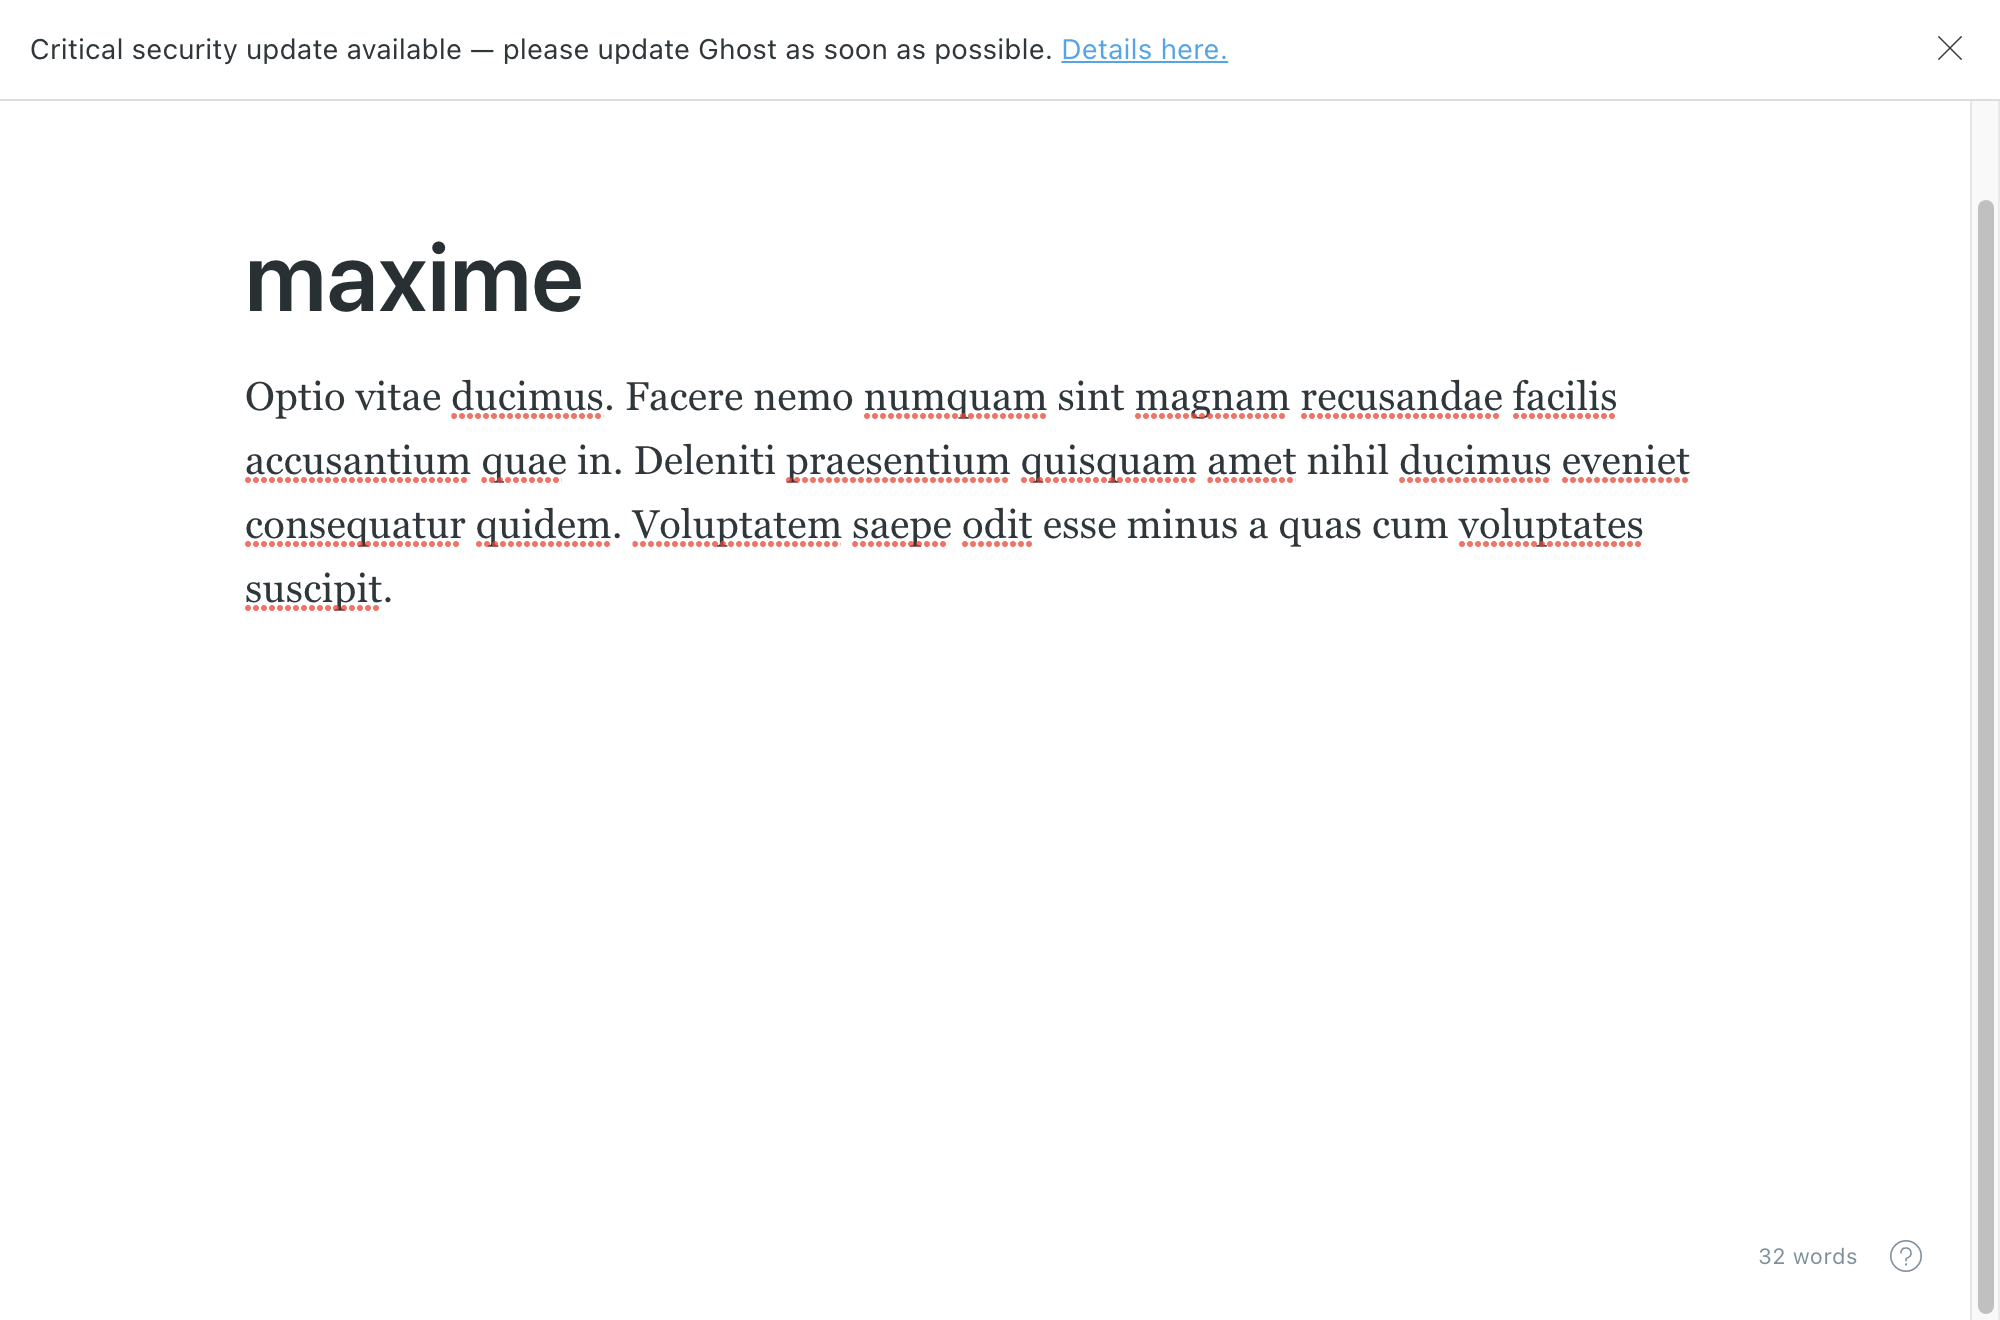 Critical security update available — please update Ghost as soon as possible. Details here.
maxime
Optio vitae ducimus. Facere nemo numquam sint magnam recusandae facilis
accusantium quae in. Deleniti praesentium quisquam amet nihil ducimus eveniet
consequatur quidem. Voluptatem saepe odit esse minus a quas cum voluptates
suscipit.
32 words
?